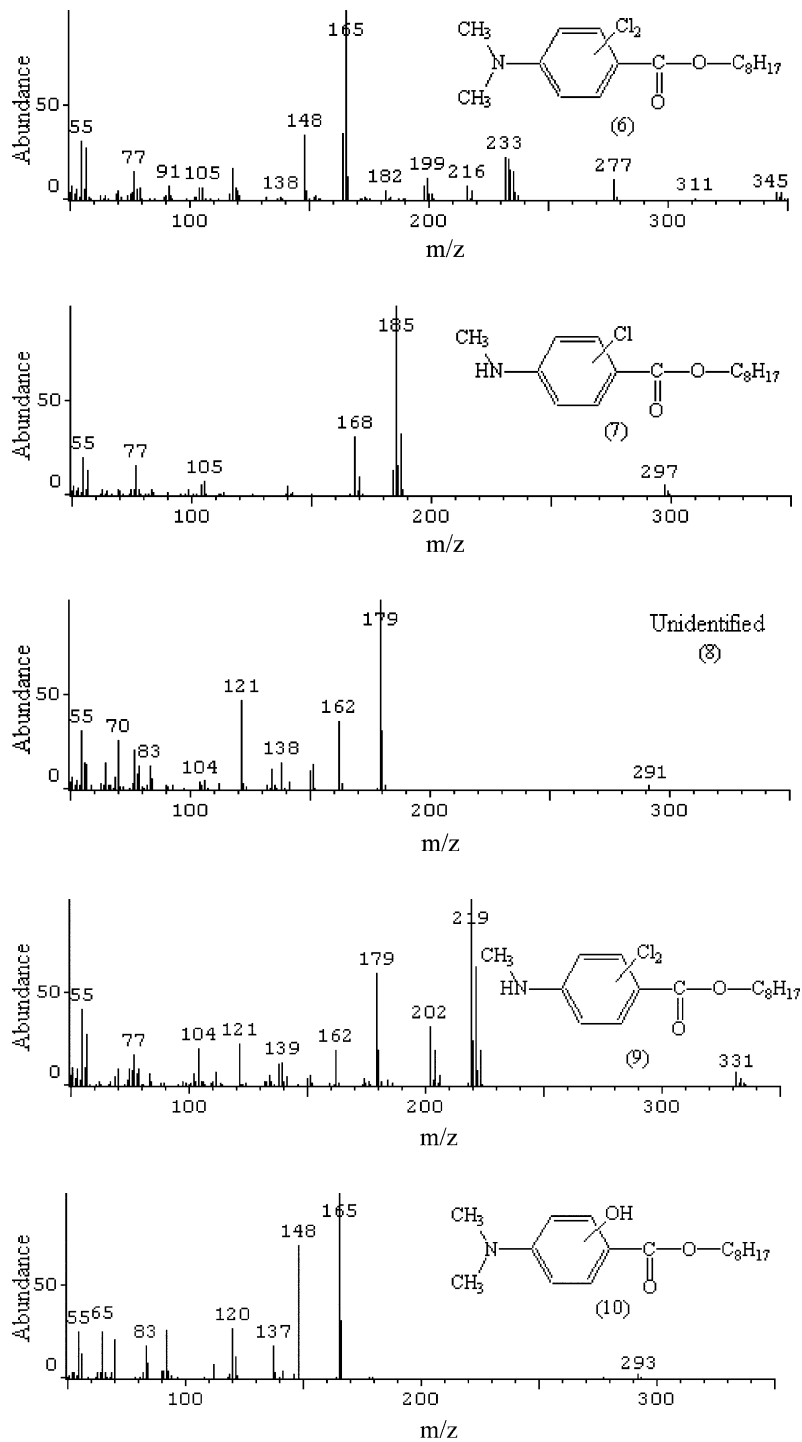 Abundance
50
0
55
77
91
105
138
148
165
182
199
216
233
277
311
345
100
200
300
m/z
CH₃
N
CH₃
Cl₂
C
O
O
C₈H₁₇
(6)
Abundance
50
0
55
77
105
168
185
297
100
200
300
m/z
CH₃
HN
Cl
C
O
O
C₈H₁₇
(7)
Abundance
50
0
55
70
83
104
121
138
162
179
291
100
200
300
m/z
Unidentified
(8)
Abundance
50
0
55
77
104
121
139
162
179
202
219
331
100
200
300
m/z
CH₃
HN
Cl₂
C
O
O
C₈H₁₇
(9)
Abundance
50
0
55
65
83
120
137
148
165
293
100
200
300
m/z
CH₃
N
CH₃
OH
C
O
O
C₈H₁₇
(10)